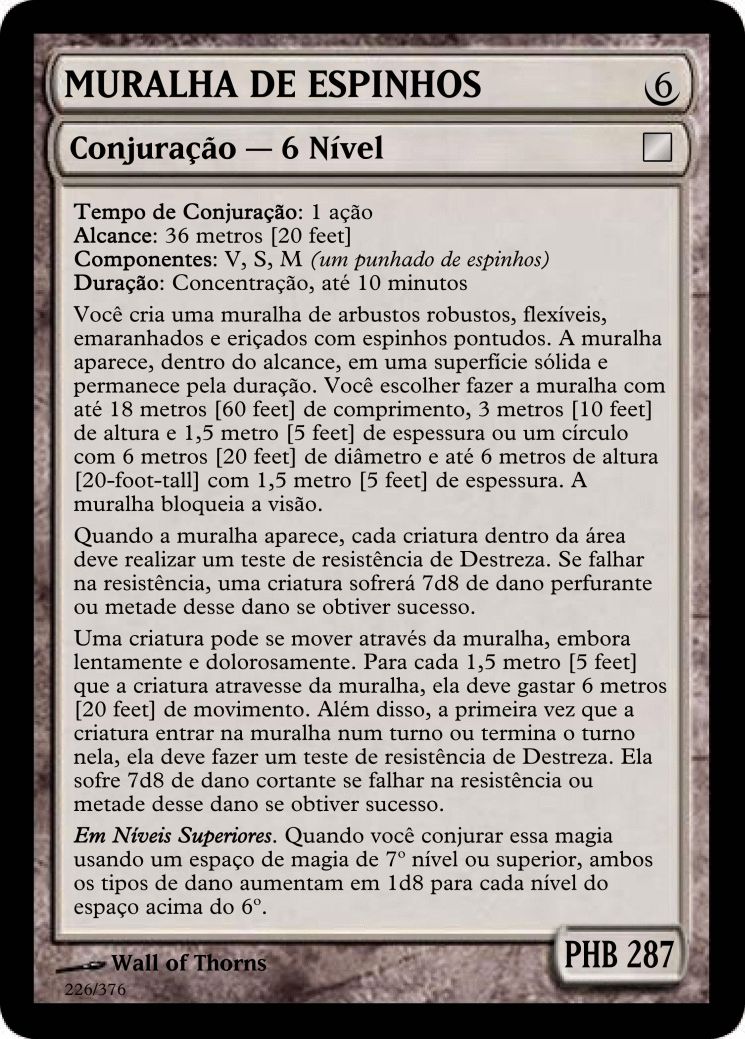 MURALHA DE ESPINHOS 6
Conjuração — 6 Nível
Tempo de Conjuração: 1 ação
Alcance: 36 metros [20 feet]
Componentes: V, S, M (um punhado de espinhos)
Duração: Concentração, até 10 minutos
Você cria uma muralha de arbustos robustos, flexíveis,
emaranhados e eriçados com espinhos pontudos. A muralha
aparece, dentro do alcance, em uma superfície sólida e
permanece pela duração. Você escolher fazer a muralha com
até 18 metros [60 feet] de comprimento, 3 metros [10 feet]
de altura e 1,5 metro [5 feet] de espessura ou um círculo
com 6 metros [20 feet] de diâmetro e até 6 metros de altura
[20-foot-tall] com 1,5 metro [5 feet] de espessura. A
muralha bloqueia a visão.
Quando a muralha aparece, cada criatura dentro da área
deve realizar um teste de resistência de Destreza. Se falhar
na resistência, uma criatura sofrerá 7d8 de dano perfurante
ou metade desse dano se obtiver sucesso.
Uma criatura pode se mover através da muralha, embora
lentamente e dolorosamente. Para cada 1,5 metro [5 feet]
que a criatura atravesse da muralha, ela deve gastar 6 metros
[20 feet] de movimento. Além disso, a primeira vez que a
criatura entrar na muralha num turno ou termina o turno
nela, ela deve fazer um teste de resistência de Destreza. Ela
sofre 7d8 de dano cortante se falhar na resistência ou
metade desse dano se obtiver sucesso.
Em Níveis Superiores. Quando você conjurar essa magia
usando um espaço de magia de 7º nível ou superior, ambos
os tipos de dano aumentam em 1d8 para cada nível do
espaço acima do 6º.
PHB 287
Wall of Thorns
226/376